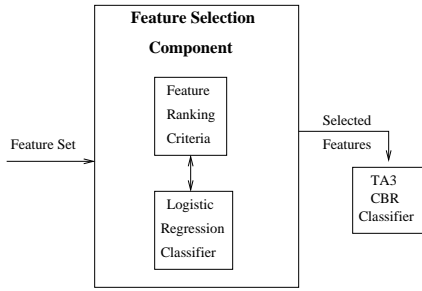 Feature Selection
Component
Feature
Ranking
Criteria
Feature Set
Logistic
Regression
Classifier
Selected
Features
TA3
CBR
Classifier